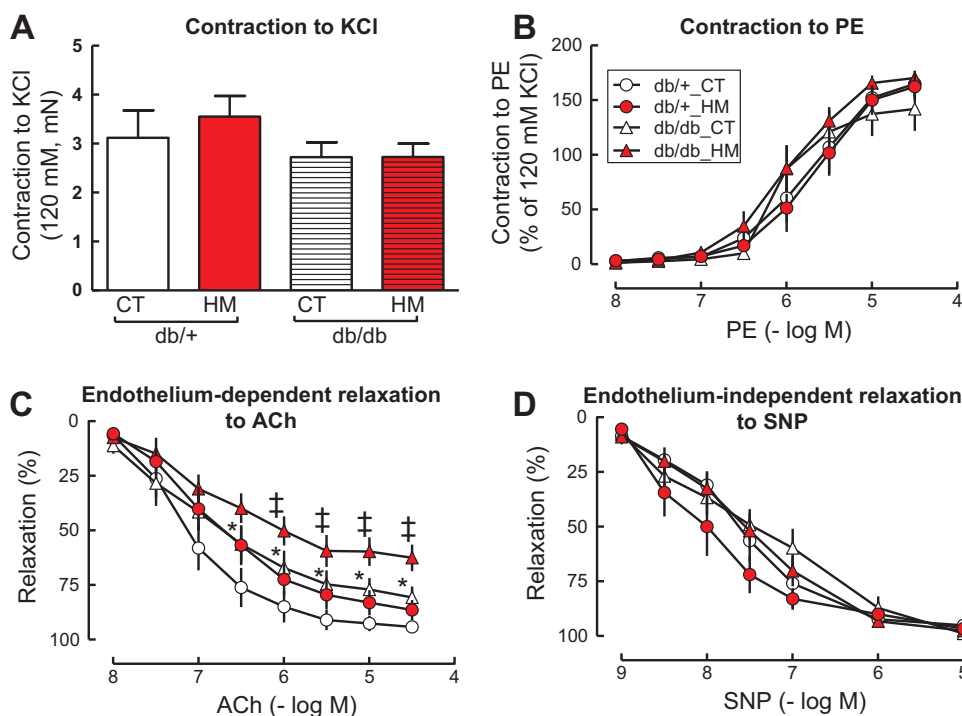 A
Contraction to KCl
Contraction to KCl
(120 mM, mN)
5
4
3
2
1
0
CT HM CT HM
db/+ db/db
B
Contraction to PE
Contraction to PE
(% of 120 mM KCl)
200
150
100
50
0
db/+_CT
db/+_HM
db/db_CT
db/db_HM
8 7 6 5 4
PE (- log M)
C
Endothelium-dependent relaxation
to ACh
Relaxation (%)
0
25
50
75
100
‡ ‡ ‡ ‡
* * * * *
8 7 6 5 4
ACh (- log M)
D
Endothelium-independent relaxation
to SNP
Relaxation (%)
0
25
50
75
100
9 8 7 6 5
SNP (- log M)